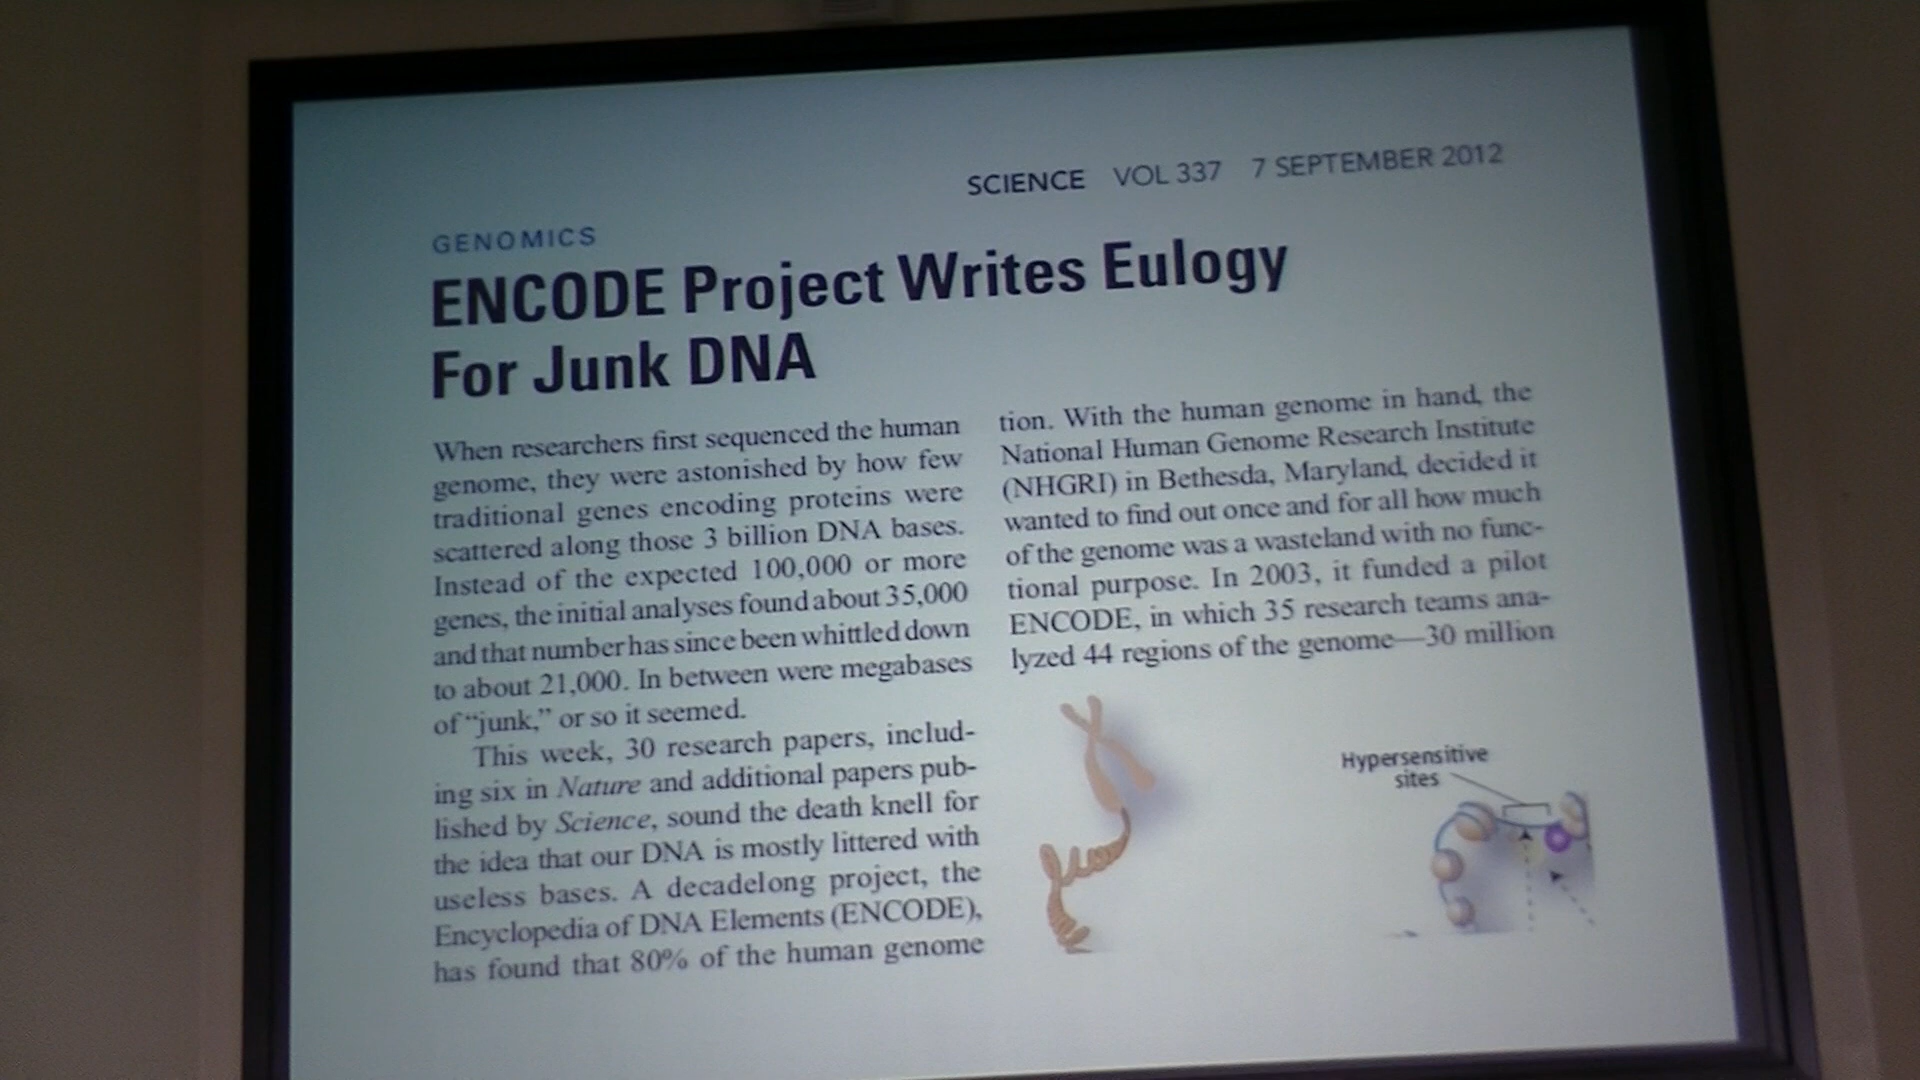 SCIENCE VOL 337 7 SEPTEMBER 2012
GENOMICS
ENCODE Project Writes Eulogy
For Junk DNA
When researchers first sequenced the human
genome, they were astonished by how few
traditional genes encoding proteins were
scattered along those 3 billion DNA bases.
Instead of the expected 100,000 or more
genes, the initial analyses found about 35,000
and that number has since been whittled down
to about 21,000. In between were megabases
of “junk,” or so it seemed.
This week, 30 research papers, includ-
ing six in Nature and additional papers pub-
lished by Science, sound the death knell for
the idea that our DNA is mostly littered with
useless bases. A decadelong project, the
Encyclopedia of DNA Elements (ENCODE),
has found that 80% of the human genome
tion. With the human genome in hand, the
National Human Genome Research Institute
(NHGRI) in Bethesda, Maryland, decided it
wanted to find out once and for all how much
of the genome was a wasteland with no func-
tional purpose. In 2003, it funded a pilot
ENCODE, in which 35 research teams ana-
lyzed 44 regions of the genome—30 million
Hypersensitive
sites